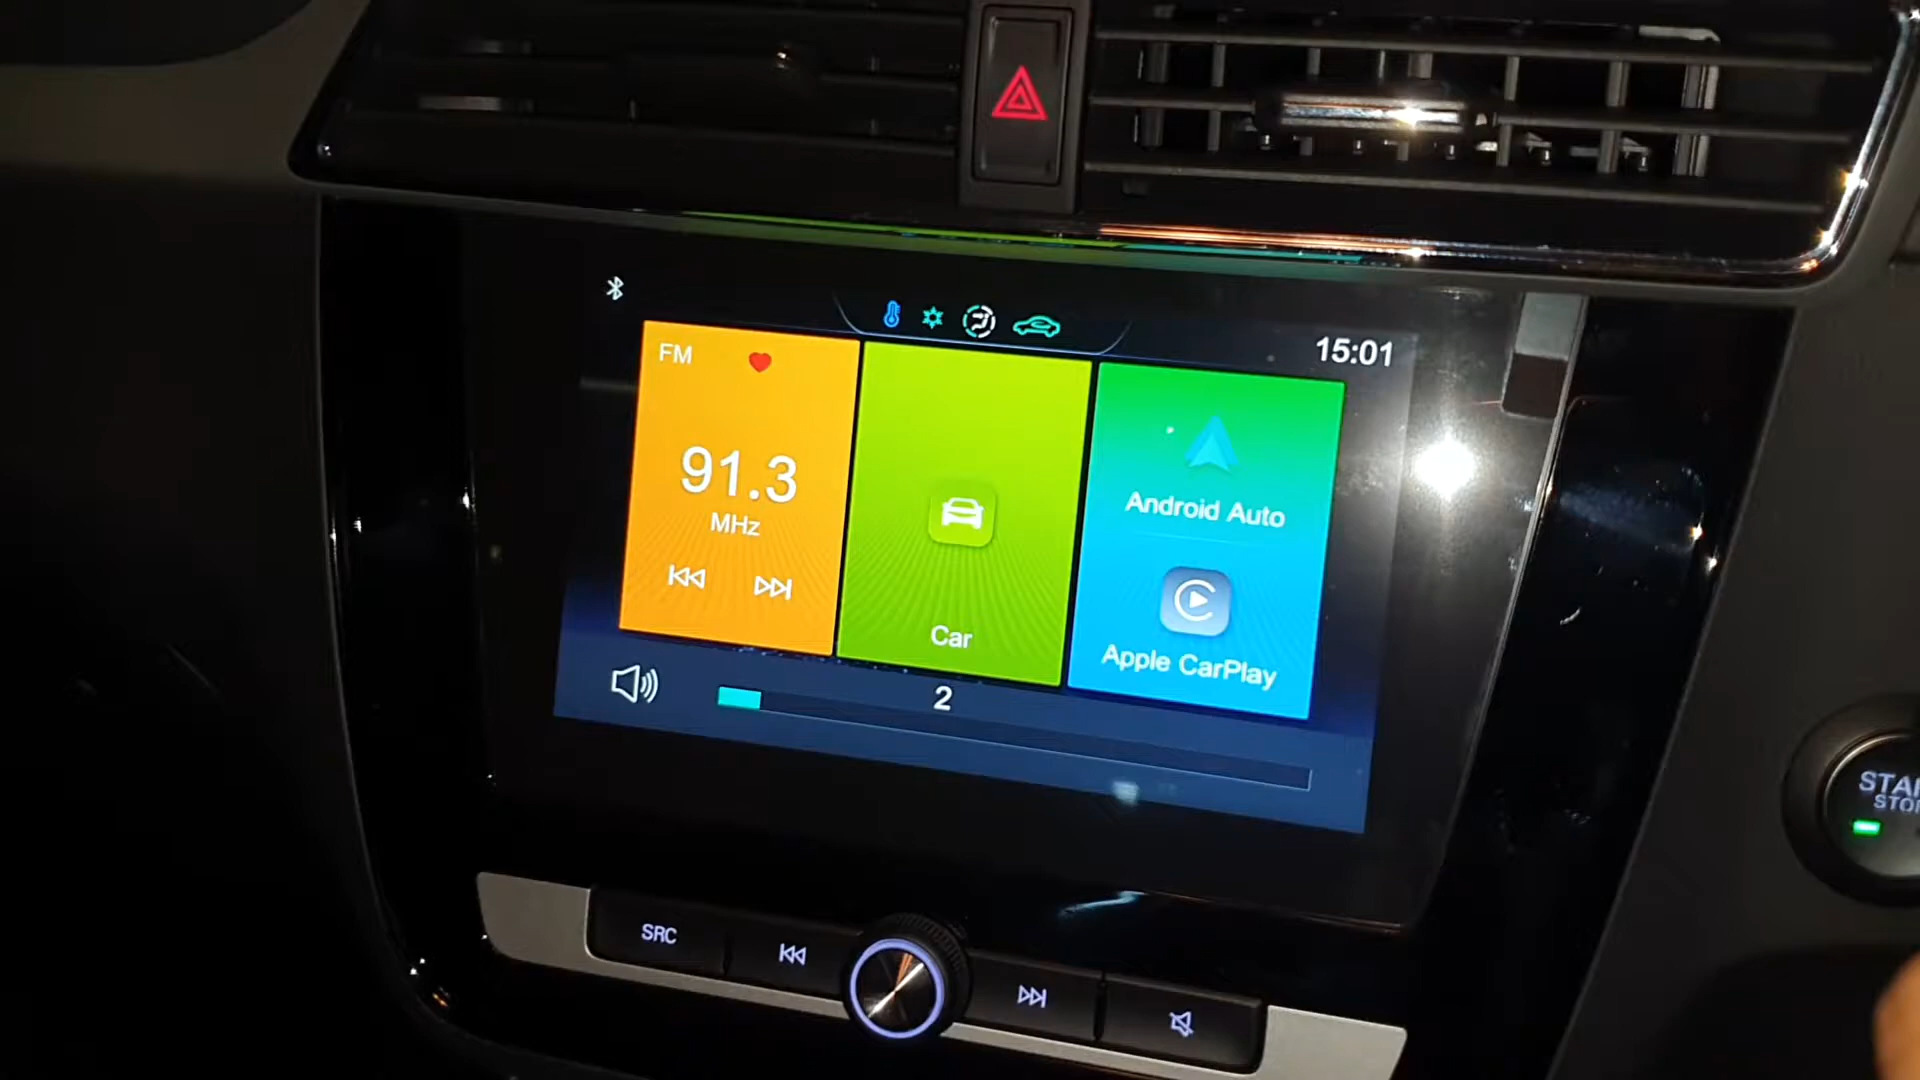 15:01
FM
91.3
MHz
Car
Android Auto
Apple CarPlay
2
SRC